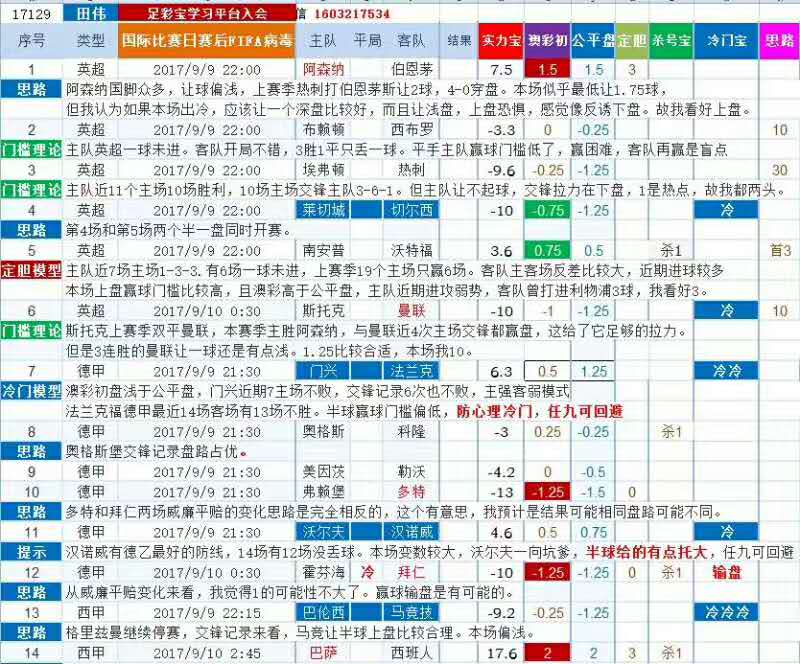 17129 田伟 足彩宝学习平台入会 信 1603217534
序号 类型 国际比赛日赛后FIFA病毒 主队 平局 客队 结果 实力宝 澳彩初 公平盘 定胆 杀号宝 冷门宝 思路
1 英超 2017/9/9 22:00 阿森纳 伯恩茅 7.5 1.5 1.5 3
思路 阿森纳国脚众多，让球偏浅，上赛季热刺打伯恩茅斯让2球，4-0穿盘。本场似乎最低让1.75球，
但我认为如果本场出冷，应该让一个深盘比较好，而且让浅盘，上盘恐惧，感觉像反诱下盘。故我看好上盘。
2 英超 2017/9/9 22:00 布赖顿 西布罗 -3.3 0 -0.25 10
门槛理论 主队英超一球未进。客队开局不错，3胜1平只丢一球。平手主队赢球门槛低了，赢困难，客队再赢是盲点
3 英超 2017/9/9 22:00 埃弗顿 热刺 -9.6 -0.25 -1.25 30
门槛理论 主队近11个主场10场胜利，10场主场交锋主队3-6-1。但主队让不起球，交锋拉力在下盘，1是热点，故我都两头。
4 英超 2017/9/9 22:00 莱切城 切尔西 -10 -0.75 -1.25 冷
思路 第4场和第5场两个半一盘同时开赛。
5 英超 2017/9/9 22:00 南安普 沃特福 3.6 0.75 0.5 杀1 首3
定胆模型 主队近7场主场1-3-3.有6场一球未进，上赛季19个主场只赢6场。客队主客场反差比较大，近期进球较多
本场上盘赢球门槛比较高，且澳彩高于公平盘，主队近期进攻弱势，客队曾打进利物浦3球，我看好3。
6 英超 2017/9/10 0:30 斯托克 曼联 -10 -1 -1.25 冷 10
门槛理论 斯托克上赛季双平曼联，本赛季主胜阿森纳，与曼联近4次主场交锋都赢盘，这给了它足够的拉力。
但是3连胜的曼联让一球还是有点浅。1.25比较合适，本场我10。
7 德甲 2017/9/9 21:30 门兴 法兰克 6.3 0.5 1.25 冷冷
冷门模型 澳彩初盘浅于公平盘，门兴近期7主场不败，交锋记录6次也不败，主强客弱模式
法兰克福德甲最近14场客场有13场不胜。半球赢球门槛偏低，防心理冷门，任九可回避
8 德甲 2017/9/9 21:30 奥格斯 科隆 -3 0.25 -0.25 杀1
思路 奥格斯堡交锋记录盘路占优。
9 德甲 2017/9/9 21:30 美因茨 勒沃 -4.2 0 -0.5
10 德甲 2017/9/9 21:30 弗赖堡 多特 -13 -1.25 -1.5 0
思路 多特和拜仁两场威廉平赔的变化思路是完全相反的，这个有意思，我预计是结果可能相同盘路可能不同。
11 德甲 2017/9/9 21:30 沃尔夫 汉诺威 4.6 0.5 0.75 冷
提示 汉诺威有德乙最好的防线，14场有12场没丢球。本场变数较大，沃尔夫一向坑爹，半球给的有点托大，任九可回避
12 德甲 2017/9/10 0:30 霍芬海 冷 拜仁 -10 -1.25 -1.25 0 杀1 输盘
思路 从威廉平赔变化来看，我觉得1的可能性不大了。赢球输盘是有可能的。
13 西甲 2017/9/9 22:15 巴伦西 马竞技 -9.2 -0.25 -1.25 冷冷冷
思路 格里兹曼继续停赛，交锋记录来看，马竞让半球上盘比较合理。本场偏浅。
14 西甲 2017/9/10 2:45 巴萨 西班人 17.6 2 2 3 杀1